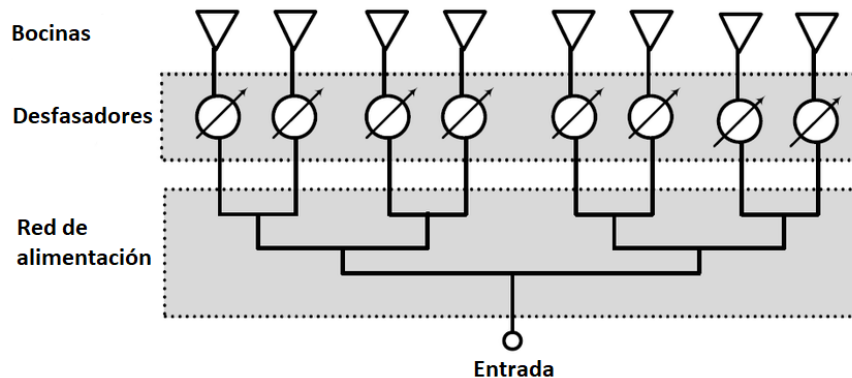 Bocinas
Desfasadores
Red de
alimentación
Entrada